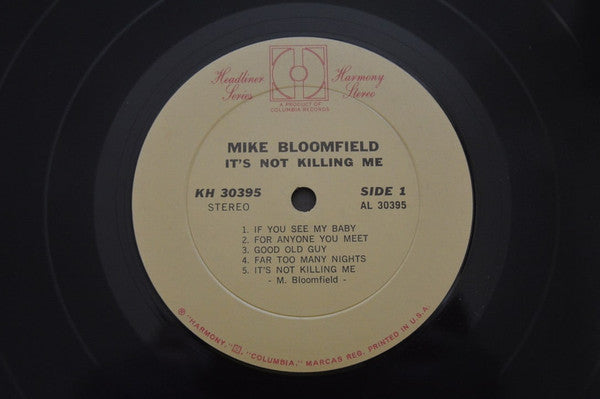 Headliner Series
Harmony Stereo
A PRODUCT OF
COLUMBIA RECORDS
MIKE BLOOMFIELD
IT'S NOT KILLING ME
KH 30395
STEREO
SIDE 1
AL 30395
1. IF YOU SEE MY BABY
2. FOR ANYONE YOU MEET
3. GOOD OLD GUY
4. FAR TOO MANY NIGHTS
5. IT'S NOT KILLING ME
- M. Bloomfield -
℗ "HARMONY," "COLUMBIA," MARCAS REG. PRINTED IN U.S.A.